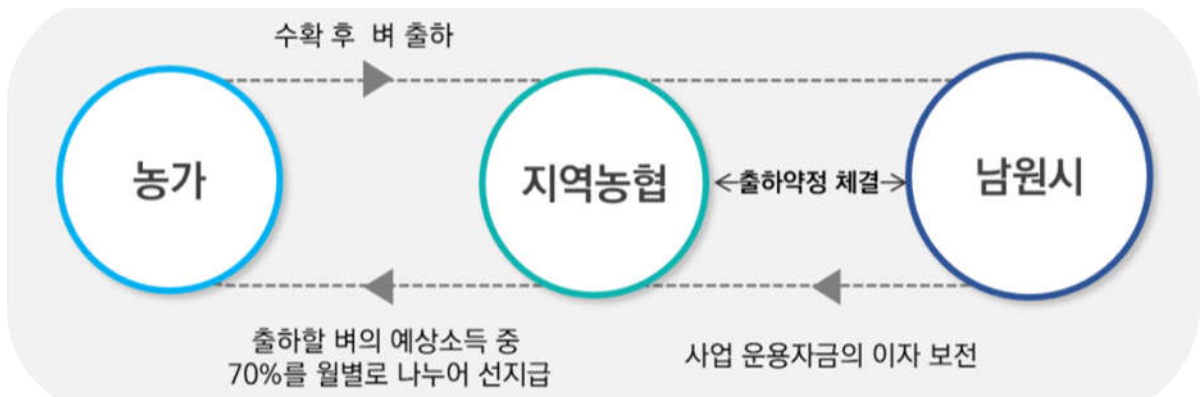 수확 후 벼 출하
농가
지역농협
←출하약정 체결→
남원시
출하할 벼의 예상소득 중
70%를 월별로 나누어 선지급
사업 운용자금의 이자 보전